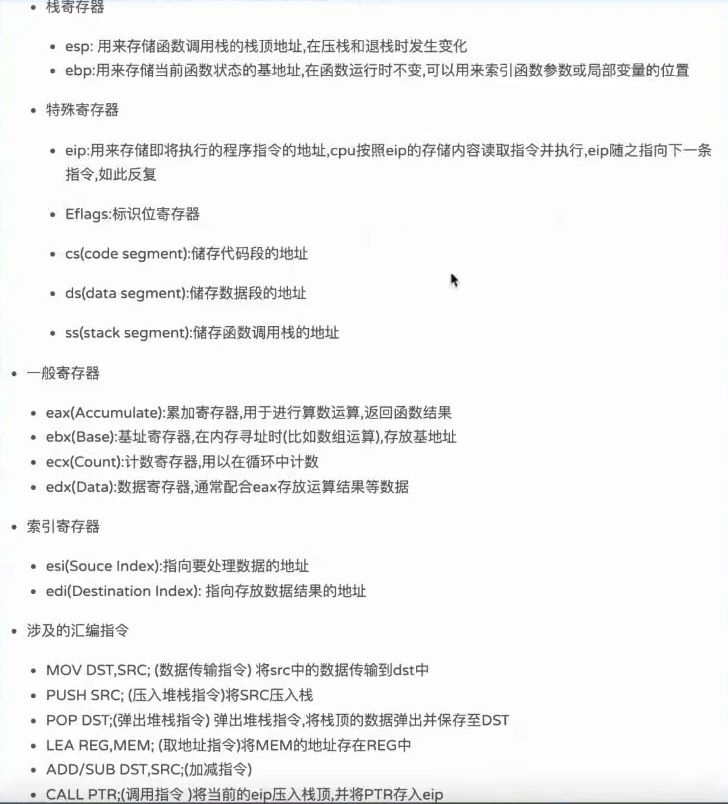 栈寄存器
esp: 用来存储函数调用栈的栈顶地址,在压栈和退栈时发生变化
ebp:用来存储当前函数状态的基地址,在函数运行时不变,可以用来索引函数参数或局部变量的位置
特殊寄存器
eip:用来存储即将执行的程序指令的地址,cpu按照eip的存储内容读取指令并执行,eip随之指向下一条
指令,如此反复
Eflags:标识位寄存器
cs(code segment):储存代码段的地址
ds(data segment):储存数据段的地址
ss(stack segment):储存函数调用栈的地址
一般寄存器
eax(Accumulate):累加寄存器,用于进行算数运算,返回函数结果
ebx(Base):基址寄存器,在内存寻址时(比如数组运算),存放基地址
ecx(Count):计数寄存器,用以在循环中计数
edx(Data):数据寄存器,通常配合eax存放运算结果等数据
索引寄存器
esi(Souce Index):指向要处理数据的地址
edi(Destination Index): 指向存放数据结果的地址
涉及的汇编指令
MOV DST,SRC; (数据传输指令) 将src中的数据传输到dst中
PUSH SRC; (压入堆栈指令)将SRC压入栈
POP DST;(弹出堆栈指令) 弹出堆栈指令,将栈顶的数据弹出并保存至DST
LEA REG,MEM; (取地址指令)将MEM的地址存在REG中
ADD/SUB DST,SRC;(加减指令)
CALL PTR;(调用指令 )将当前的eip压入栈顶,并将PTR存入eip